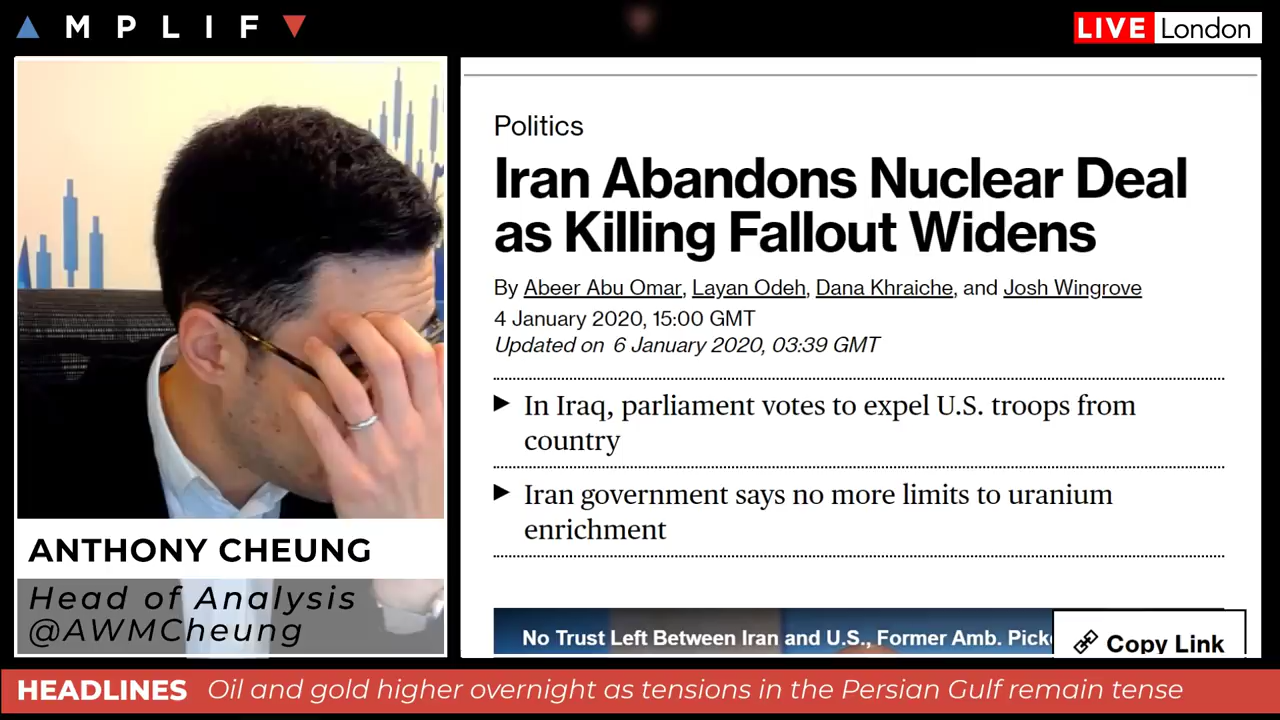 ▲ M P L I F ▼
LIVE London
ANTHONY CHEUNG
Head of Analysis
@AWMCheung
Politics
Iran Abandons Nuclear Deal
as Killing Fallout Widens
By Abeer Abu Omar, Layan Odeh, Dana Khraiche, and Josh Wingrove
4 January 2020, 15:00 GMT
Updated on 6 January 2020, 03:39 GMT
▶ In Iraq, parliament votes to expel U.S. troops from
country
▶ Iran government says no more limits to uranium
enrichment
No Trust Left Between Iran and U.S., Former Amb. Pick
Copy Link
HEADLINES Oil and gold higher overnight as tensions in the Persian Gulf remain tense